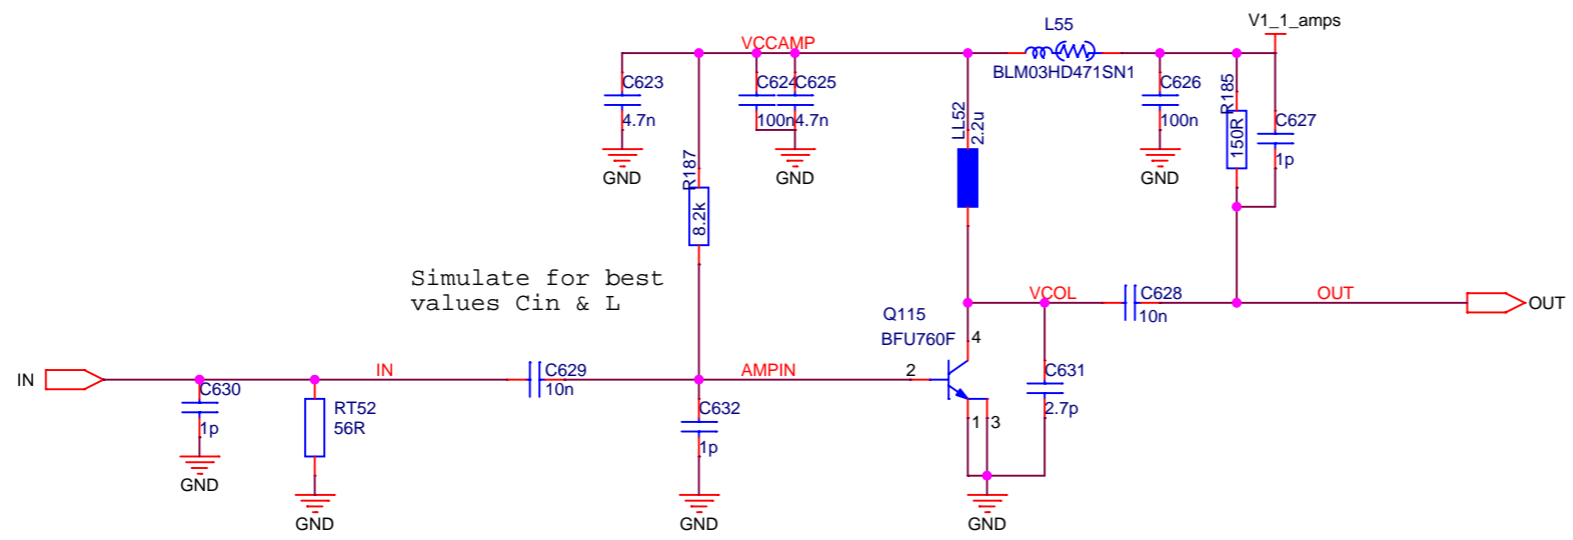 L55
V1_1_amps
VCCAMP
BLM03HD471SN1
C623
4.7n
GND
C624
100n
C625
4.7n
GND
C626
100n
GND
R185
150R
C627
1p
LL52
2.2u
R187
8.2k
Simulate for best
values Cin & L
VCOL
C628
10n
OUT
OUT
Q115
BFU760F
4
2
1
3
IN
IN
C629
10n
AMPIN
C630
1p
GND
RT52
56R
GND
C632
1p
GND
C631
2.7p
GND